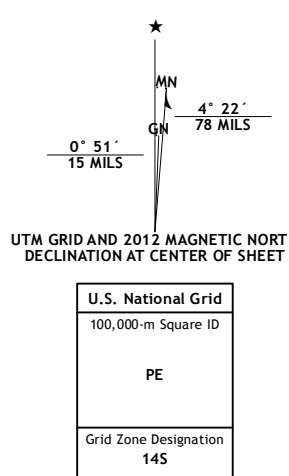 ★
MN
4° 22´
78 MILS
GN
0° 51´
15 MILS
UTM GRID AND 2012 MAGNETIC NORT
DECLINATION AT CENTER OF SHEET
U.S. National Grid
100,000-m Square ID
PE
Grid Zone Designation
14S